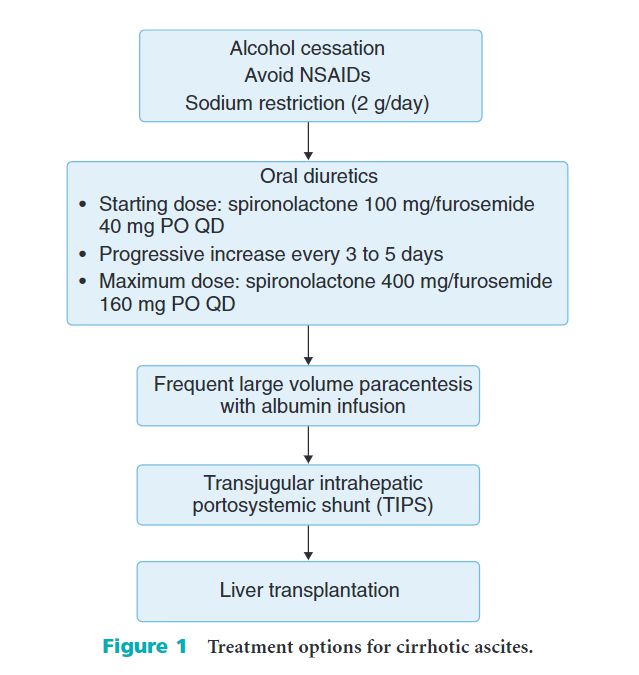 Alcohol cessation
Avoid NSAIDs
Sodium restriction (2 g/day)
Oral diuretics
• Starting dose: spironolactone 100 mg/furosemide
40 mg PO QD
• Progressive increase every 3 to 5 days
• Maximum dose: spironolactone 400 mg/furosemide
160 mg PO QD
Frequent large volume paracentesis
with albumin infusion
Transjugular intrahepatic
portosystemic shunt (TIPS)
Liver transplantation
Figure 1 Treatment options for cirrhotic ascites.